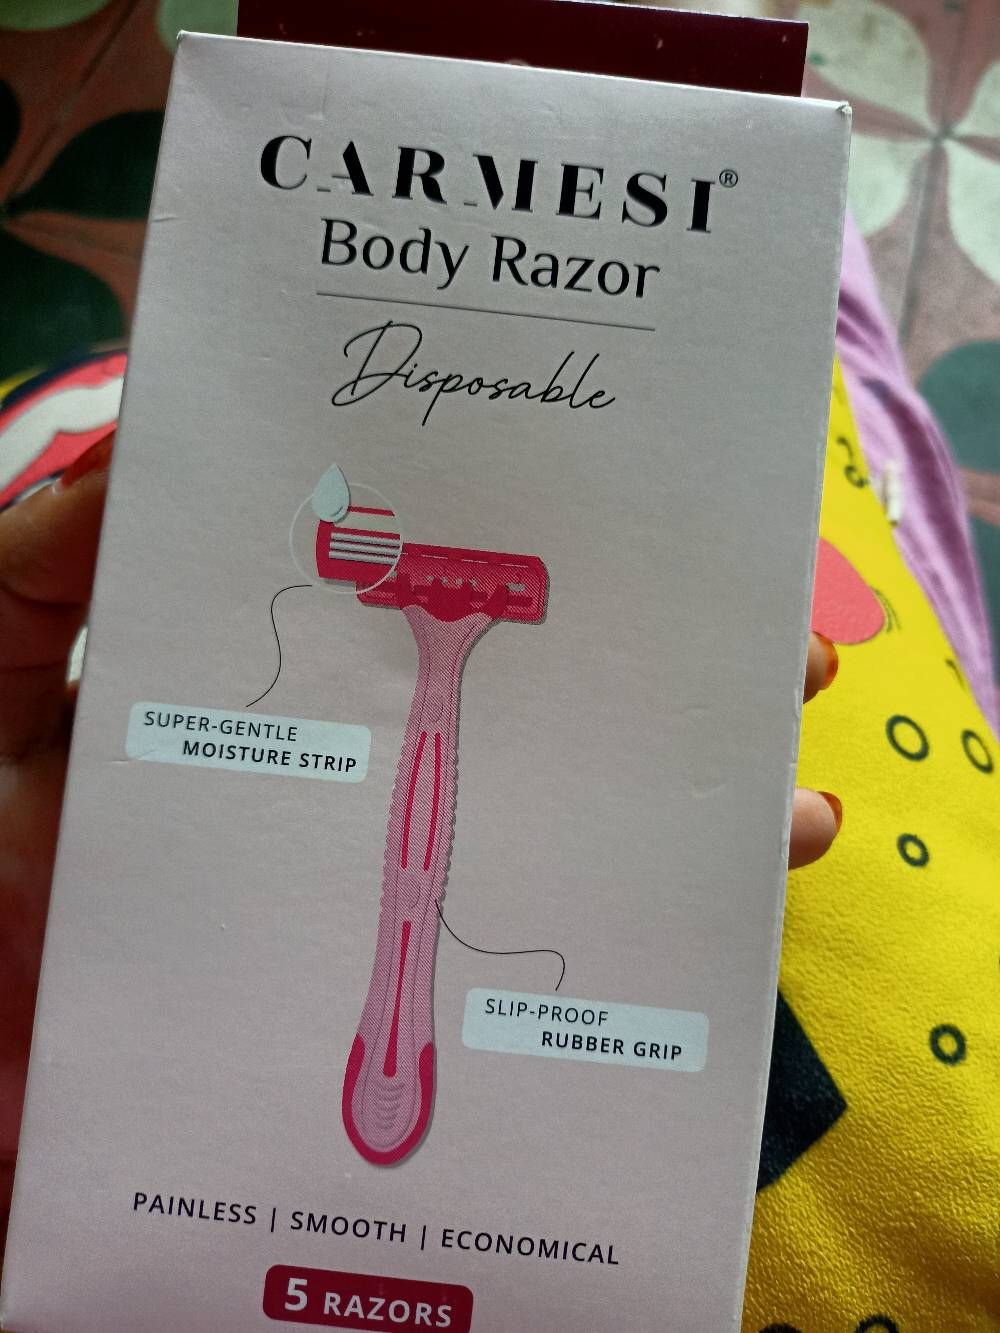 CARMESI®
Body Razor
Disposable
SUPER-GENTLE
MOISTURE STRIP
SLIP-PROOF
RUBBER GRIP
PAINLESS | SMOOTH | ECONOMICAL
5 RAZORS